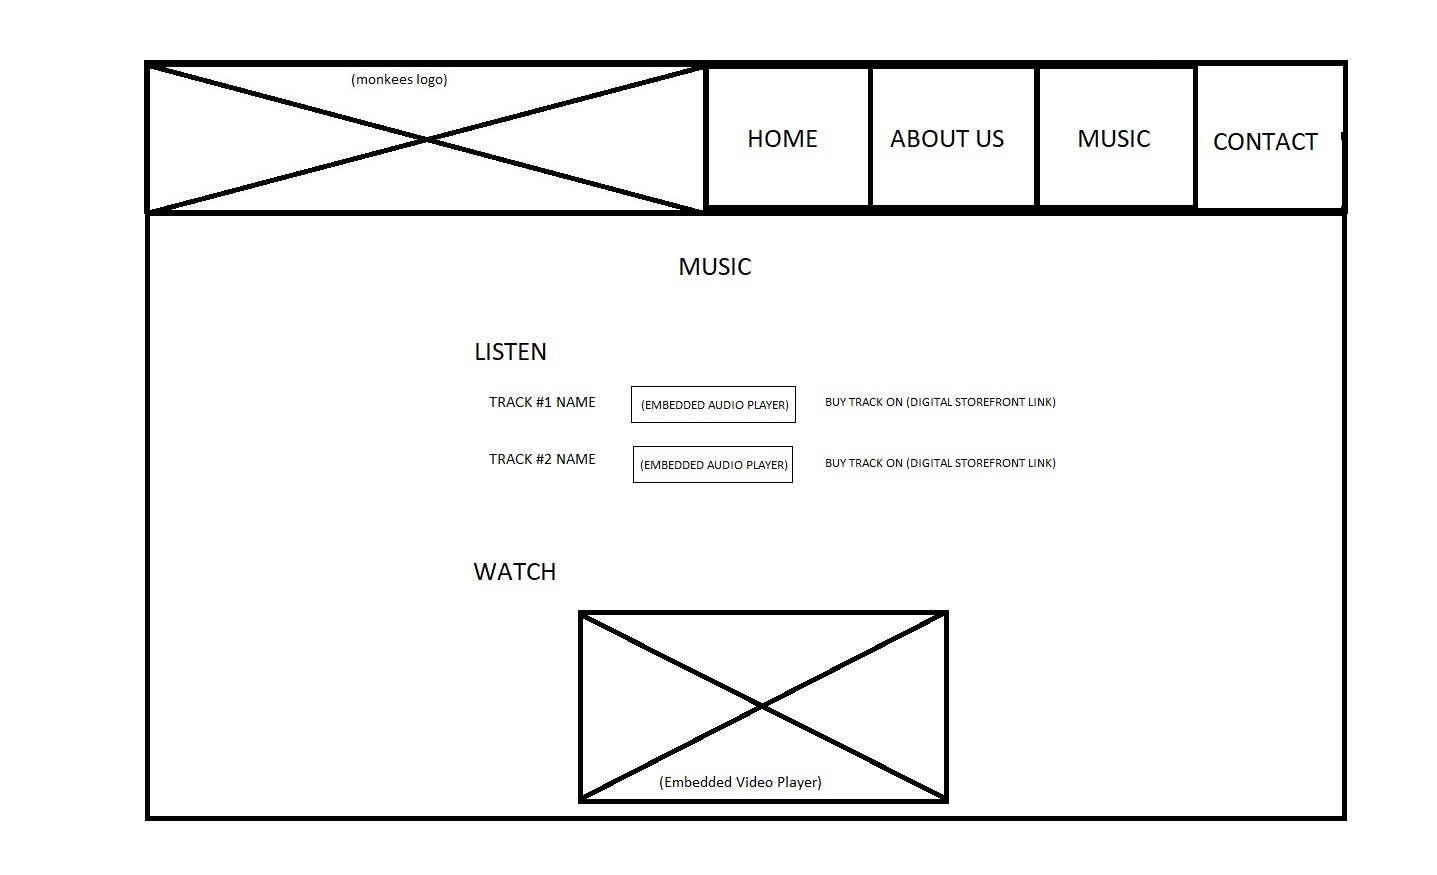 (monkees logo)
HOME
ABOUT US
MUSIC
CONTACT
MUSIC
LISTEN
TRACK #1 NAME
(EMBEDDED AUDIO PLAYER)
BUY TRACK ON (DIGITAL STOREFRONT LINK)
TRACK #2 NAME
(EMBEDDED AUDIO PLAYER)
BUY TRACK ON (DIGITAL STOREFRONT LINK)
WATCH
(Embedded Video Player)